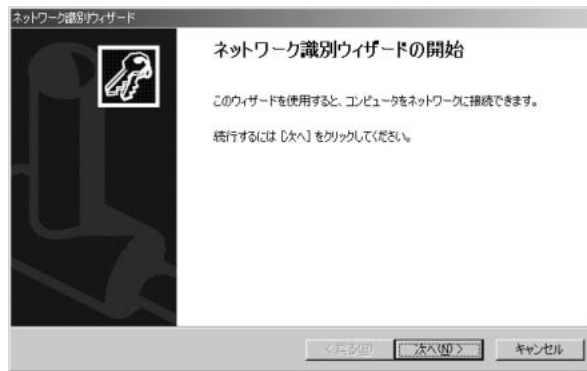 ネットワーク識別ウィザード
ネットワーク識別ウィザードの開始
このウィザードを使用すると、コンピュータをネットワークに接続できます。
続行するには [次へ] をクリックしてください。
< 戻る(B) 次へ(N) > キャンセル